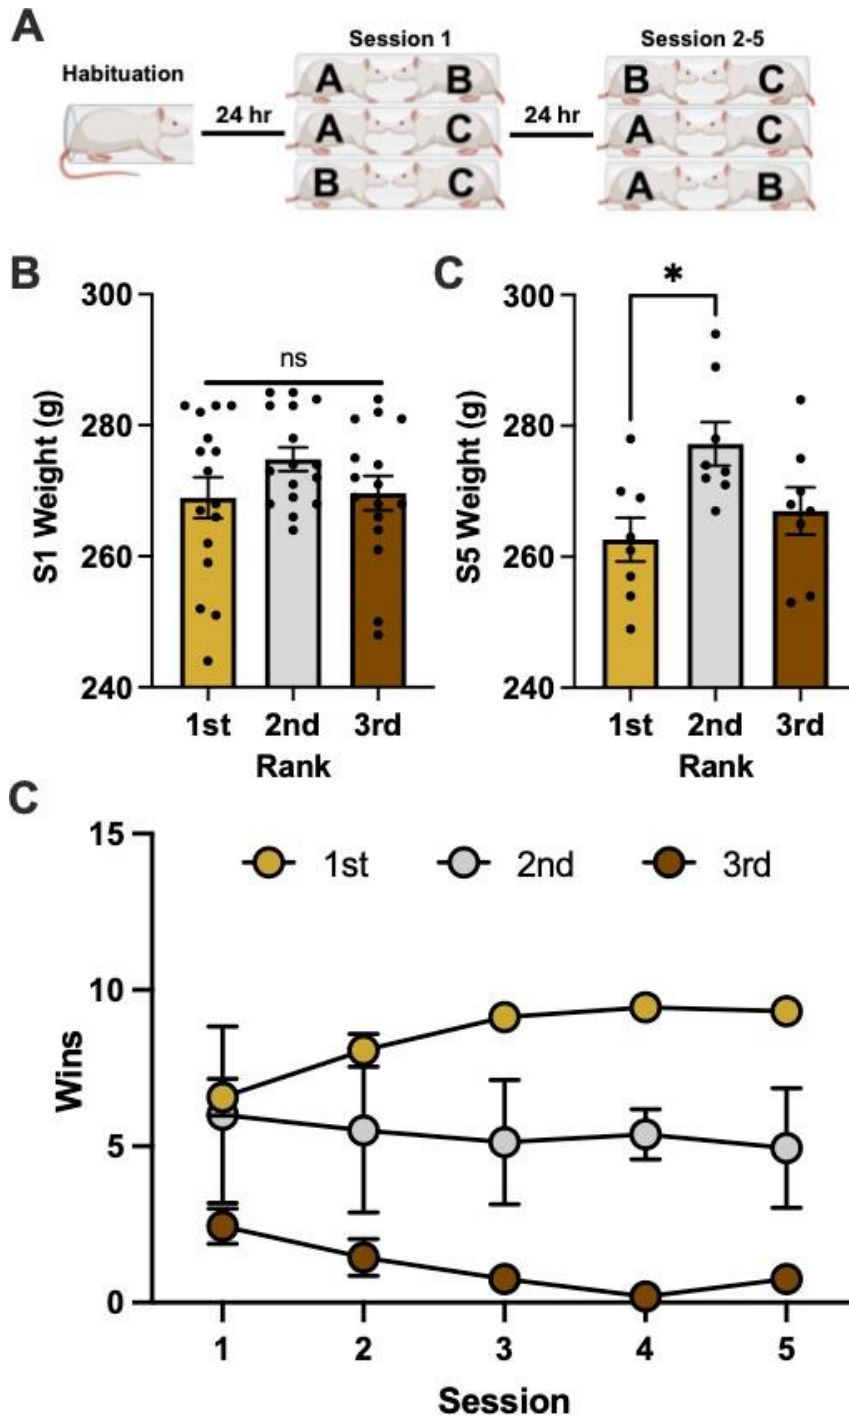 A
Habituation
24 hr
Session 1
A B
A C
B C
24 hr
Session 2-5
B C
A C
A B
B
300
280
260
240
S1 Weight (g)
ns
1st 2nd 3rd
Rank
C
300
280
260
240
S5 Weight (g)
*
1st 2nd 3rd
Rank
C
15
10
5
0
Wins
1st 2nd 3rd
1 2 3 4 5
Session